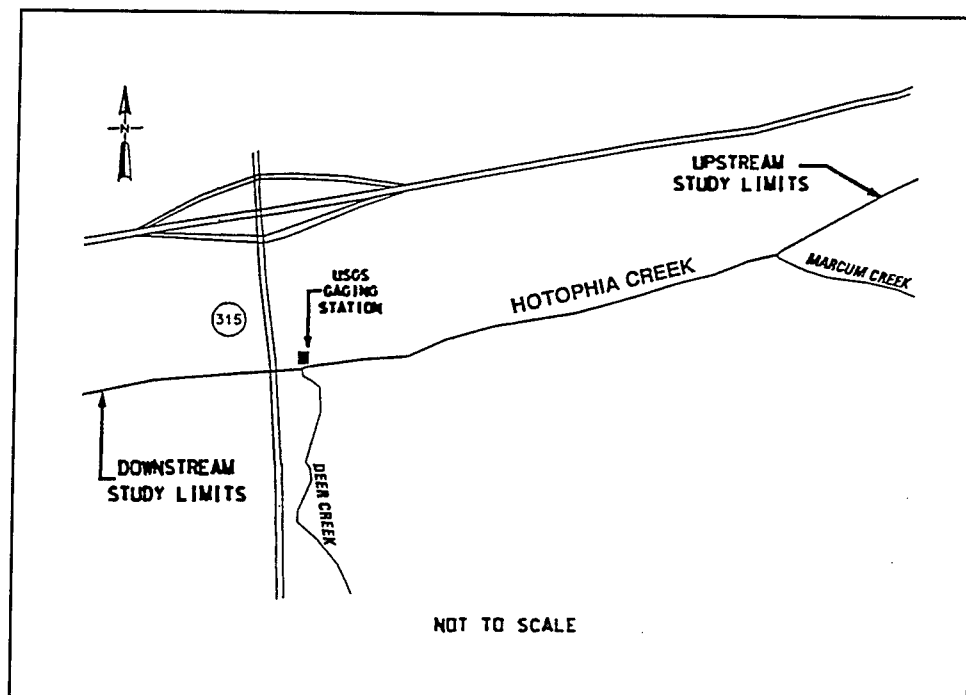 N
UPSTREAM
STUDY LIMITS
MARCUM CREEK
HOTOPHIA CREEK
USGS
GAGING
STATION
315
DOWNSTREAM
STUDY LIMITS
DEER CREEK
NOT TO SCALE